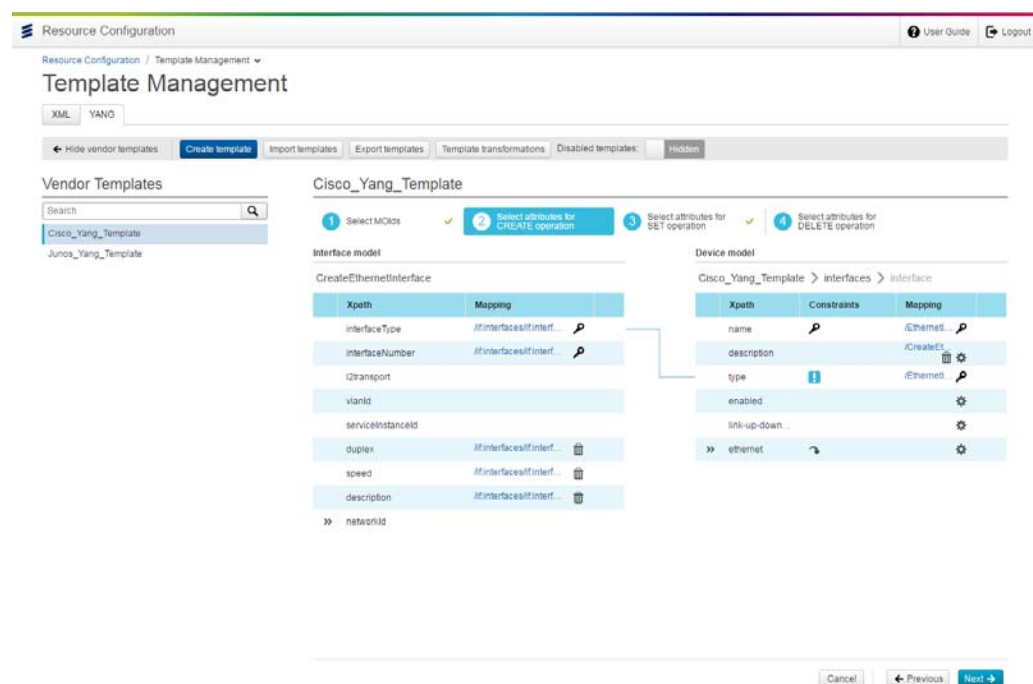 Resource Configuration
User Guide
Logout
Resource Configuration / Template Management
Template Management
XML
YANG
Hide vendor templates
Create template
Import templates
Export templates
Template transformations
Disabled templates:
Hidden
Vendor Templates
Search
Cisco_Yang_Template
Junos_Yang_Template
Cisco_Yang_Template
1 Select MOIds
2 Select attributes for
CREATE operation
3 Select attributes for
SET operation
4 Select attributes for
DELETE operation
Interface model
CreateEthernetInterface
Xpath Mapping
interfaceType /if:interfaces/if:interf...
interfaceNumber /if:interfaces/if:interf...
l2transport
vlanId
serviceInstanceId
duplex /if:interfaces/if:interf...
speed /if:interfaces/if:interf...
description /if:interfaces/if:interf...
networkId
Device model
Cisco_Yang_Template > interfaces > interface
Xpath Constraints Mapping
name /EthernetI...
description /CreateEt...
type /EthernetI...
enabled
link-up-down...
ethernet
Cancel
Previous
Next